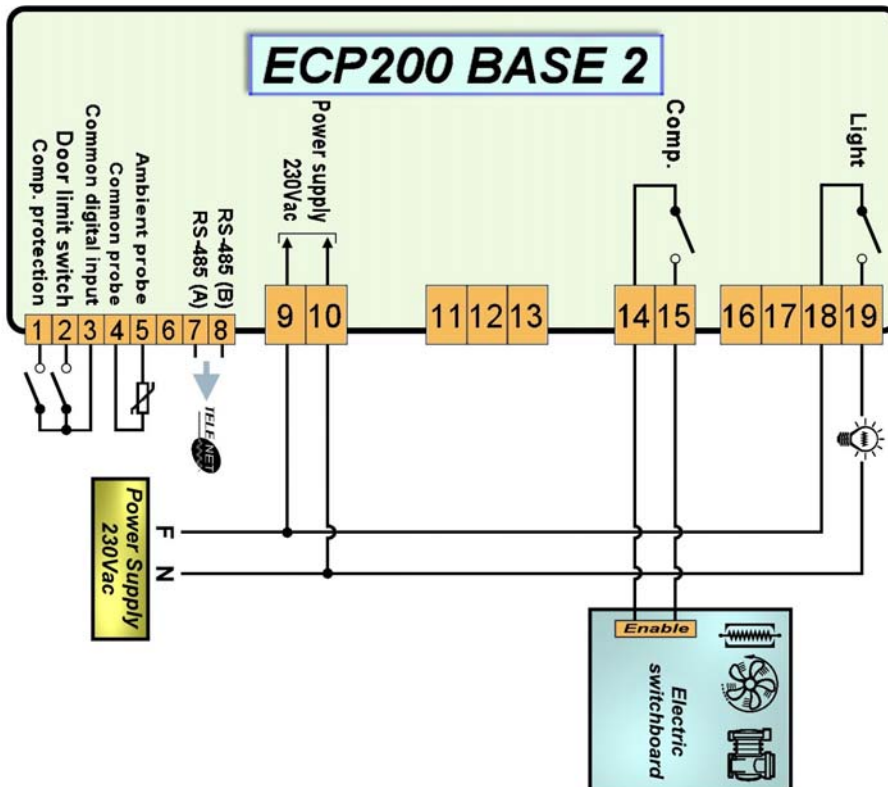 ECP200 BASE 2
Comp. protection
Door limit switch
Common digital input
Common probe
Ambient probe
RS-485 (A)
RS-485 (B)
Power supply
230Vac
Comp.
Light
1 2 3 4 5 6 7 8
9 10
11 12 13
14 15
16 17 18 19
TELE NET
Power Supply
230Vac
F
N
Enable
Electric
switchboard